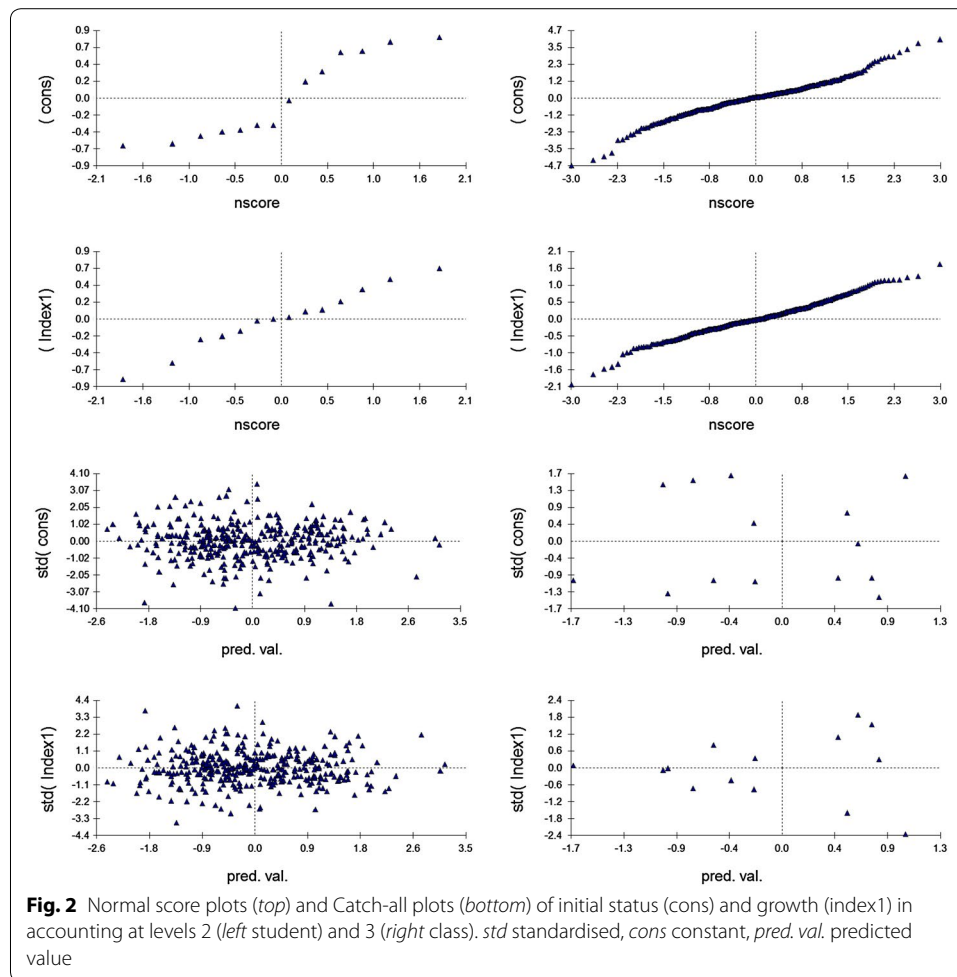 0.9 4.7
0.7 3.5
0.4 2.3
0.2 1.2
0.0 0.0
-0.2 -1.2
-0.4 -2.3
-0.7 -3.5
-0.9 -4.7
( cons) ( cons)
-2.1 -1.6 -1.0 -0.5 0.0 0.5 1.0 1.6 2.1 -3.0 -2.3 -1.5 -0.8 0.0 0.8 1.5 2.3 3.0
nscore nscore
0.9 2.1
0.7 1.6
0.4 1.0
0.2 0.5
0.0 0.0
-0.2 -0.5
-0.4 -1.0
-0.7 -1.6
-0.9 -2.1
( Index1) ( Index1)
-2.1 -1.6 -1.0 -0.5 0.0 0.5 1.0 1.6 2.1 -3.0 -2.3 -1.5 -0.8 0.0 0.8 1.5 2.3 3.0
nscore nscore
4.10 1.7
3.07 1.3
2.05 0.9
1.02 0.4
0.00 0.0
-1.02 -0.4
-2.05 -0.9
-3.07 -1.3
-4.10 -1.7
std( cons) std( cons)
-2.6 -1.7 -0.9 0.0 0.9 1.7 2.6 3.5 -1.7 -1.3 -0.9 -0.4 0.0 0.4 0.9 1.3
pred. val. pred. val.
4.4 2.4
3.3 1.8
2.2 1.2
1.1 0.6
0.0 0.0
-1.1 -0.6
-2.2 -1.2
-3.3 -1.8
-4.4 -2.4
std( Index1) std( Index1)
-2.6 -1.7 -0.9 0.0 0.9 1.8 2.6 3.5 -1.7 -1.3 -0.9 -0.4 0.0 0.4 0.9 1.3
pred. val. pred. val.
Fig. 2 Normal score plots (top) and Catch-all plots (bottom) of initial status (cons) and growth (index1) in
accounting at levels 2 (left student) and 3 (right class). std standardised, cons constant, pred. val. predicted
value